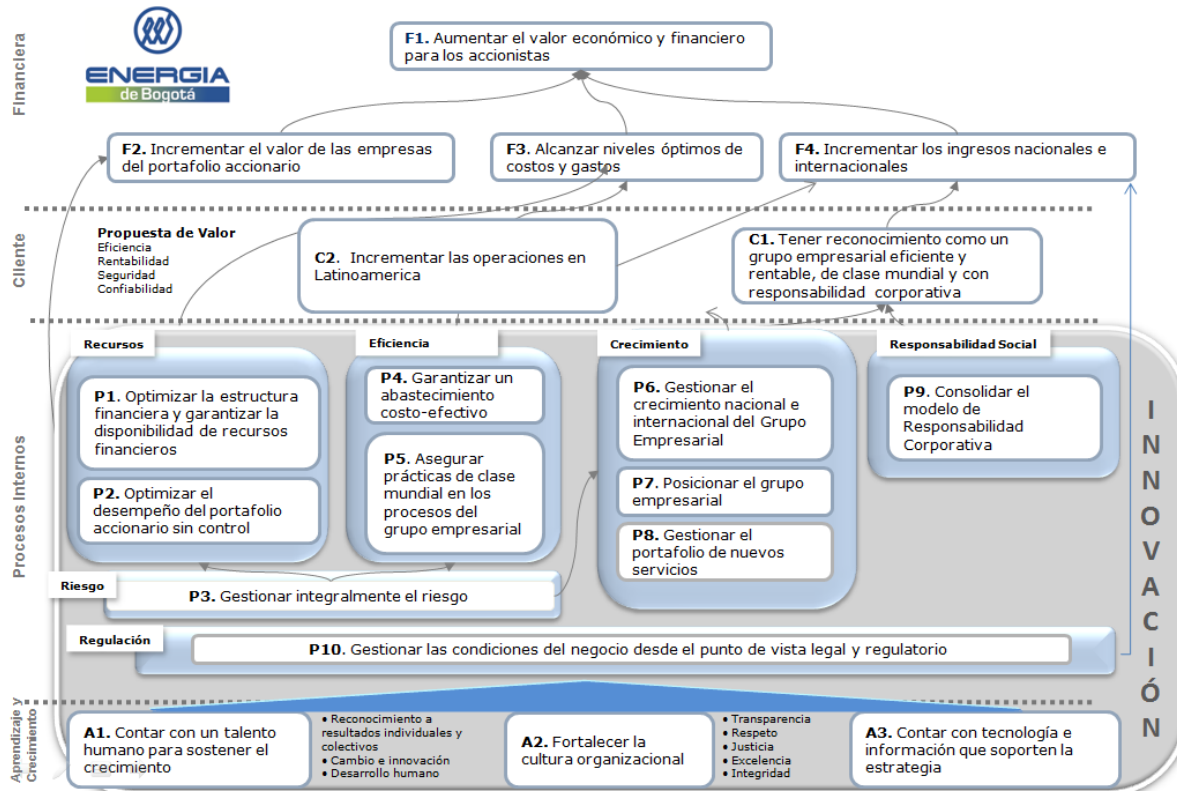 Financiera
ENERGIA
de Bogotá
F1. Aumentar el valor económico y financiero
para los accionistas
F2. Incrementar el valor de las empresas
del portafolio accionario
F3. Alcanzar niveles óptimos de
costos y gastos
F4. Incrementar los ingresos nacionales e
internacionales
Cliente
Propuesta de Valor
Eficiencia
Rentabilidad
Seguridad
Confiabilidad
C2. Incrementar las operaciones en
Latinoamerica
C1. Tener reconocimiento como un
grupo empresarial eficiente y
rentable, de clase mundial y con
responsabilidad corporativa
Procesos Internos
Recursos
P1. Optimizar la estructura
financiera y garantizar la
disponibilidad de recursos
financieros
P2. Optimizar el
desempeño del portafolio
accionario sin control
Eficiencia
P4. Garantizar un
abastecimiento
costo-efectivo
P5. Asegurar
prácticas de clase
mundial en los
procesos del
grupo empresarial
Crecimiento
P6. Gestionar el
crecimiento nacional e
internacional del Grupo
Empresarial
P7. Posicionar el grupo
empresarial
P8. Gestionar el
portafolio de nuevos
servicios
Responsabilidad Social
P9. Consolidar el
modelo de
Responsabilidad
Corporativa
INNOVACIÓN
Riesgo
P3. Gestionar integralmente el riesgo
Regulación
P10. Gestionar las condiciones del negocio desde el punto de vista legal y regulatorio
Aprendizaje y
Crecimiento
A1. Contar con un talento
humano para sostener el
crecimiento
• Reconocimiento a
resultados individuales y
colectivos
• Cambio e innovación
• Desarrollo humano
A2. Fortalecer la
cultura organizacional
• Transparencia
• Respeto
• Justicia
• Excelencia
• Integridad
A3. Contar con tecnología e
información que soporten la
estrategia